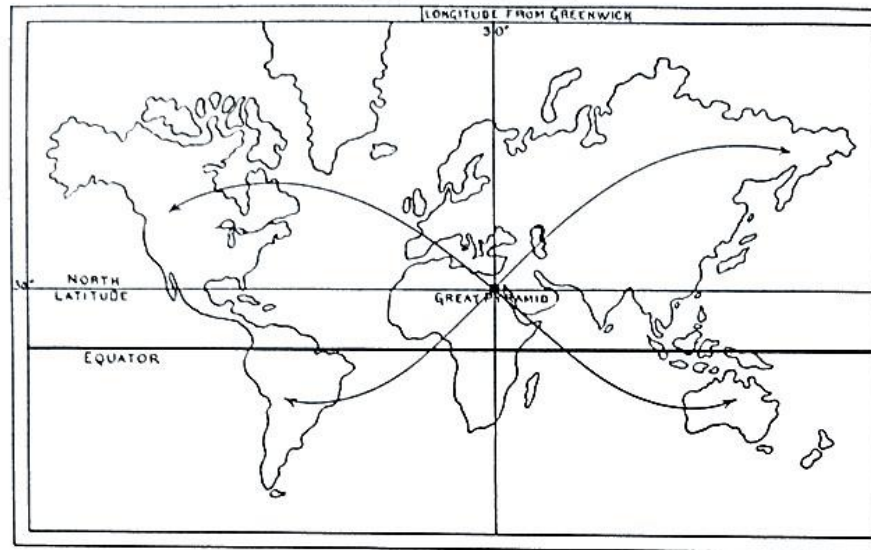 LONGITUDE FROM GREENWICH
30°
30°
NORTH
LATITUDE
GREAT PYRAMID
EQUATOR